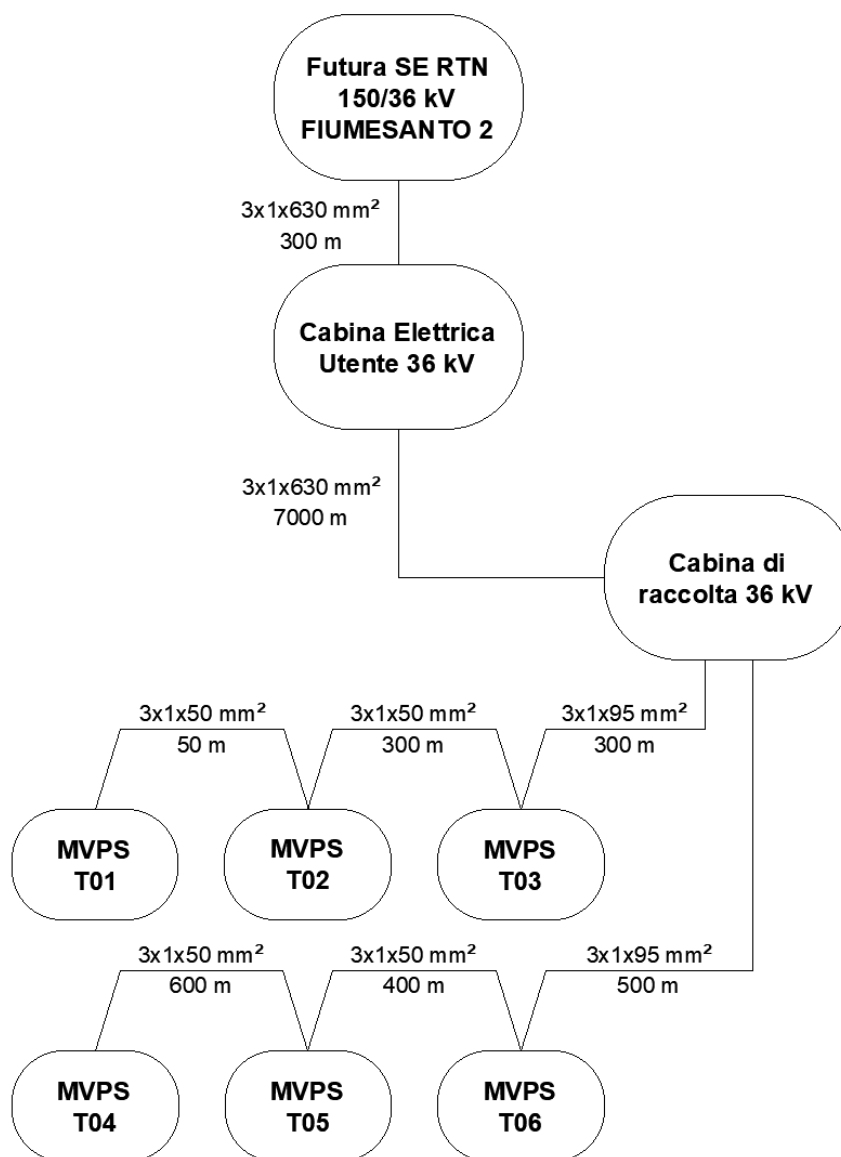 Futura SE RTN
150/36 kV
FIUMESANTO 2
3x1x630 mm²
300 m
Cabina Elettrica
Utente 36 kV
3x1x630 mm²
7000 m
Cabina di
raccolta 36 kV
3x1x50 mm²
50 m
3x1x50 mm²
300 m
3x1x95 mm²
300 m
MVPS
T01
MVPS
T02
MVPS
T03
3x1x50 mm²
600 m
3x1x50 mm²
400 m
3x1x95 mm²
500 m
MVPS
T04
MVPS
T05
MVPS
T06